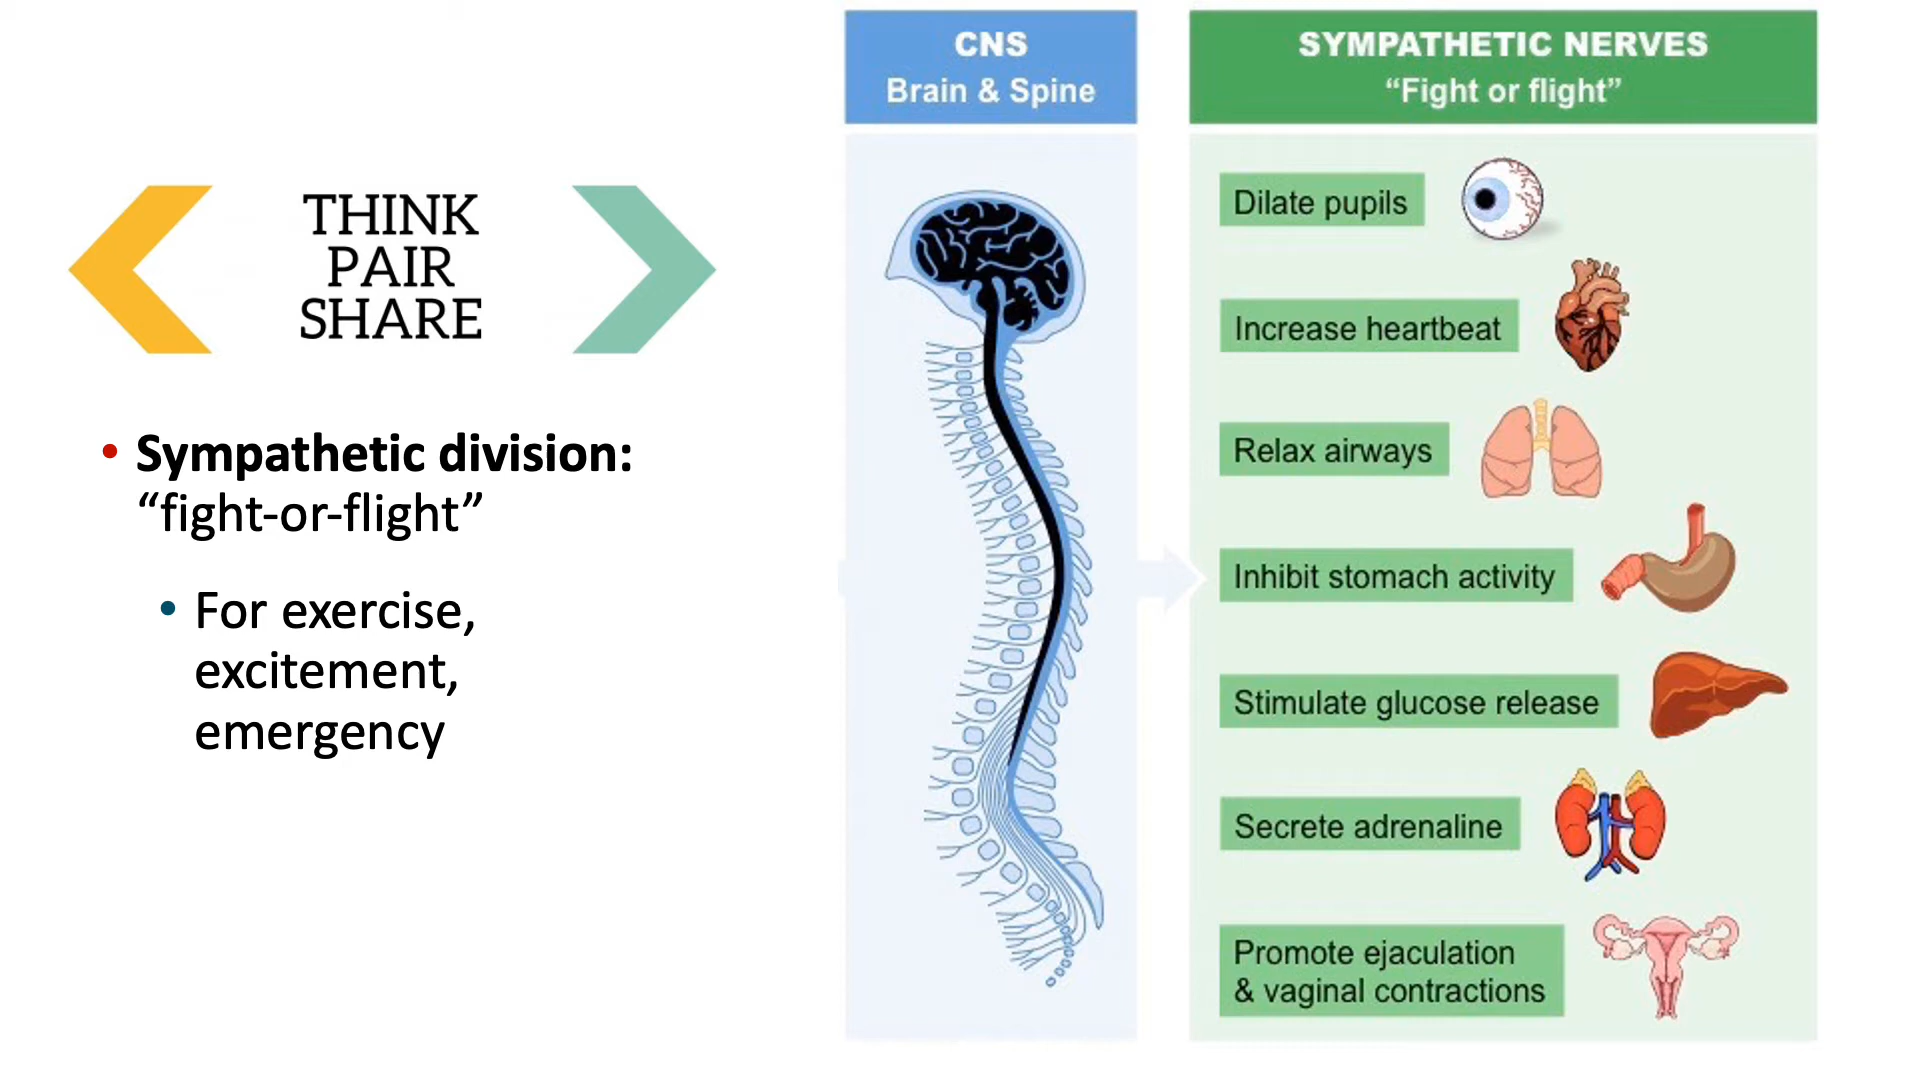 THINK
PAIR
SHARE
• Sympathetic division:
“fight-or-flight”
• For exercise,
excitement,
emergency
CNS
Brain & Spine
SYMPATHETIC NERVES
“Fight or flight”
Dilate pupils
Increase heartbeat
Relax airways
Inhibit stomach activity
Stimulate glucose release
Secrete adrenaline
Promote ejaculation
& vaginal contractions